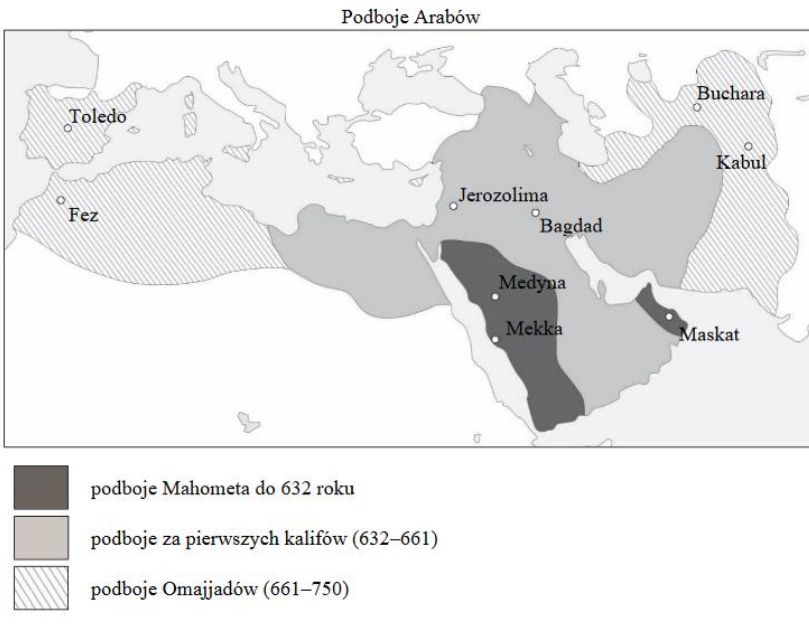 Podboje Arabów
Toledo
Buchara
Kabul
Fez
Jerozolima
Bagdad
Medyna
Mekka
Maskat
podboje Mahometa do 632 roku
podboje za pierwszych kalifów (632–661)
podboje Omajjadów (661–750)